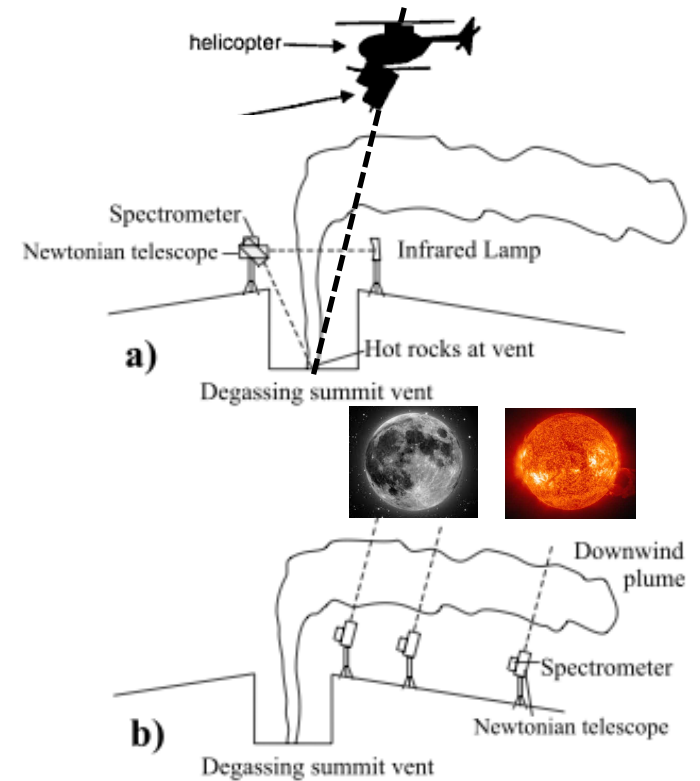 helicopter
Spectrometer
Newtonian telescope
Infrared Lamp
Hot rocks at vent
a)
Degassing summit vent
Downwind
plume
Spectrometer
Newtonian telescope
b)
Degassing summit vent